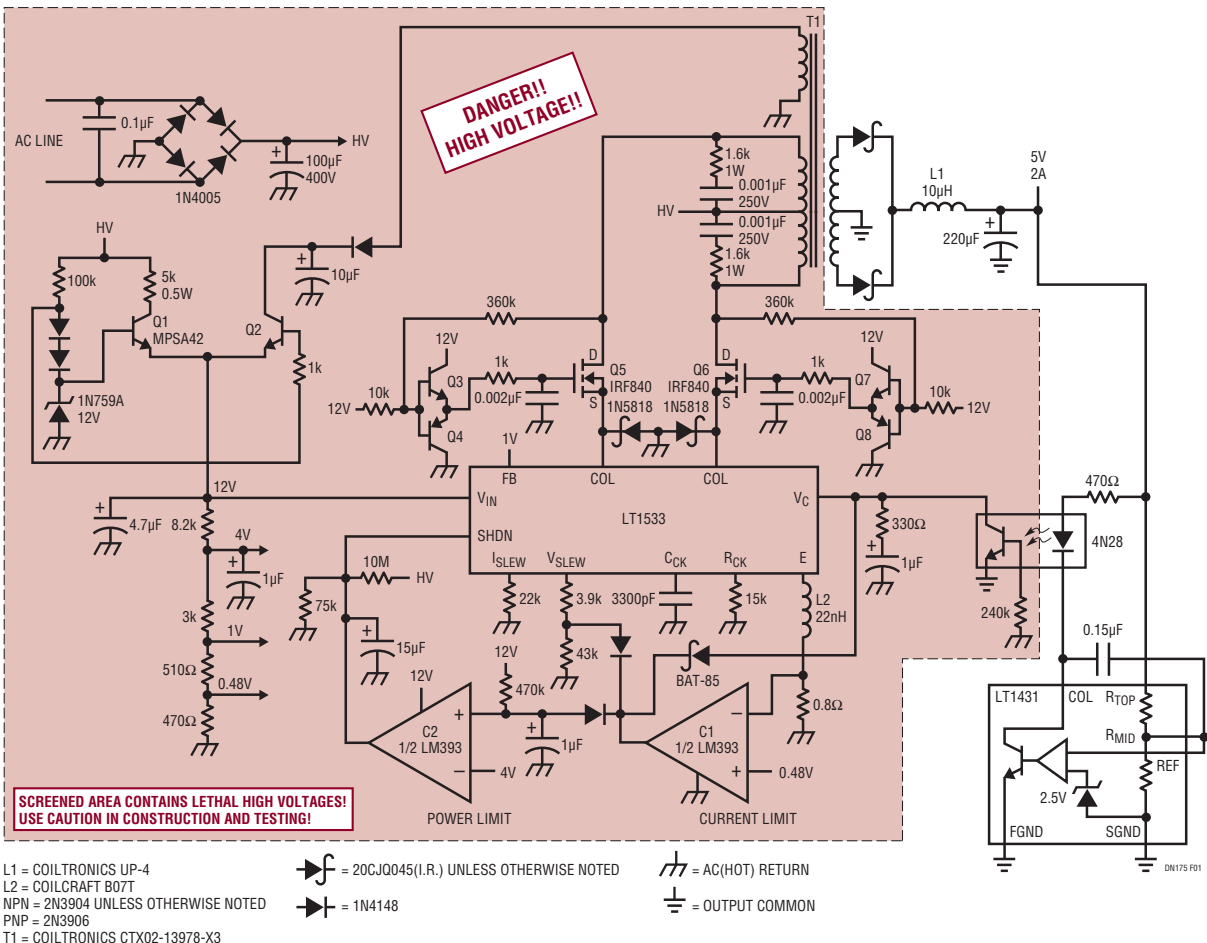 T1
DANGER!!
HIGH VOLTAGE!!
AC LINE
0.1µF
HV
+
100µF
400V
1N4005
1.6k
1W
0.001µF
250V
HV
0.001µF
250V
1.6k
1W
L1
10µH
5V
2A
+
220µF
HV
100k
5k
0.5W
Q1
MPSA42
Q2
+
10µF
1k
1N759A
12V
360k
360k
12V
12V
10k
12V
Q3
Q4
1k
0.002µF
D
Q5
IRF840
S
1N5818
D
Q6
IRF840
S
1N5818
1k
0.002µF
Q7
Q8
10k
12V
1V
FB
COL
COL
VIN
VC
LT1533
SHDN
ISLEW
VSLEW
CCK
RCK
E
12V
+
4.7µF
8.2k
4V
+
1µF
3k
1V
510Ω
0.48V
470Ω
10M
HV
75k
+
15µF
22k
3.9k
43k
3300pF
15k
L2
22nH
330Ω
+
1µF
470Ω
4N28
240k
12V
470k
12V
BAT-85
0.8Ω
+
C2
1/2 LM393
–
4V
+
1µF
–
C1
1/2 LM393
+
0.48V
POWER LIMIT
CURRENT LIMIT
0.15µF
LT1431
COL
RTOP
RMID
REF
2.5V
FGND
SGND
SCREENED AREA CONTAINS LETHAL HIGH VOLTAGES!
USE CAUTION IN CONSTRUCTION AND TESTING!
DN175 F01
L1 = COILTRONICS UP-4
L2 = COILCRAFT B07T
NPN = 2N3904 UNLESS OTHERWISE NOTED
PNP = 2N3906
T1 = COILTRONICS CTX02-13978-X3
= 20CJQ045(I.R.) UNLESS OTHERWISE NOTED
= 1N4148
= AC(HOT) RETURN
= OUTPUT COMMON